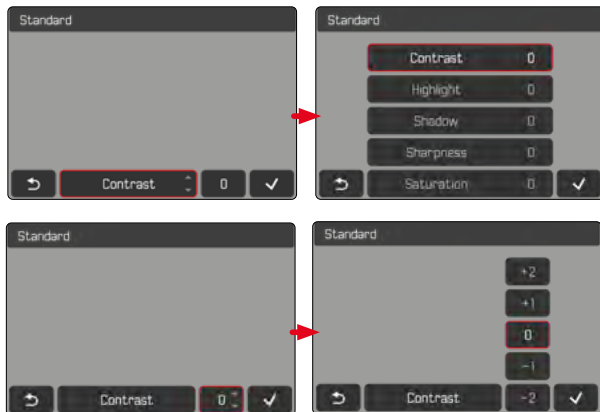 Standard
Contrast 0
Standard
Contrast 0
Highlight 0
Shadow 0
Sharpness 0
Saturation 0
Standard
Contrast 0
Standard
+2
+1
0
-1
Contrast -2